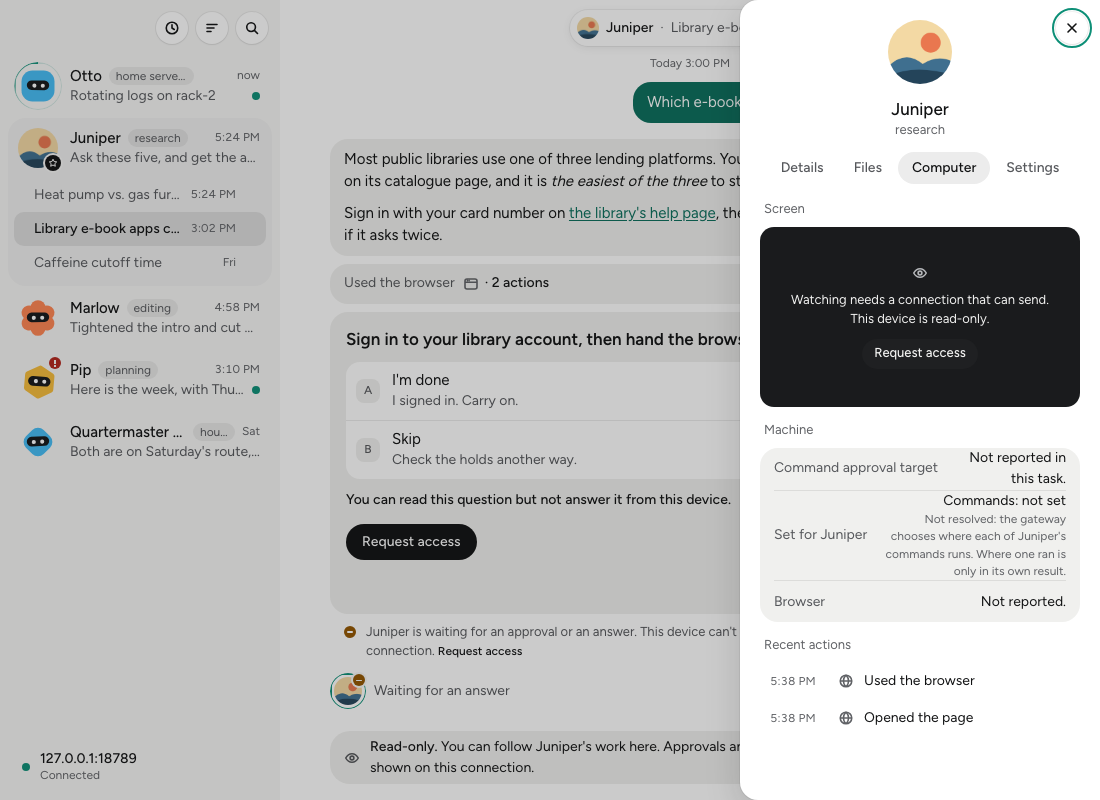 Otto home serve... now
Rotating logs on rack-2
Juniper research 5:24 PM
Ask these five, and get the a...
Heat pump vs. gas fur... 5:24 PM
Library e-book apps c... 3:02 PM
Caffeine cutoff time Fri
Marlow editing 4:58 PM
Tightened the intro and cut ...
Pip planning 3:10 PM
Here is the week, with Thu...
Quartermaster ... hou... Sat
Both are on Saturday's route,...
127.0.0.1:18789
Connected
Juniper · Library e-b
Today 3:00 PM
Which e-book
Most public libraries use one of three lending platforms. You
on its catalogue page, and it is the easiest of the three to st
Sign in with your card number on the library's help page, the
if it asks twice.
Used the browser · 2 actions
Sign in to your library account, then hand the brows
A I'm done
I signed in. Carry on.
B Skip
Check the holds another way.
You can read this question but not answer it from this device.
Request access
Juniper is waiting for an approval or an answer. This device can't
connection. Request access
Waiting for an answer
Read-only. You can follow Juniper's work here. Approvals ar
shown on this connection.
Juniper
research
Details Files Computer Settings
Screen
Watching needs a connection that can send.
This device is read-only.
Request access
Machine
Command approval target Not reported in
this task.
Set for Juniper Commands: not set
Not resolved: the gateway
chooses where each of Juniper's
commands runs. Where one ran is
only in its own result.
Browser Not reported.
Recent actions
5:38 PM Used the browser
5:38 PM Opened the page